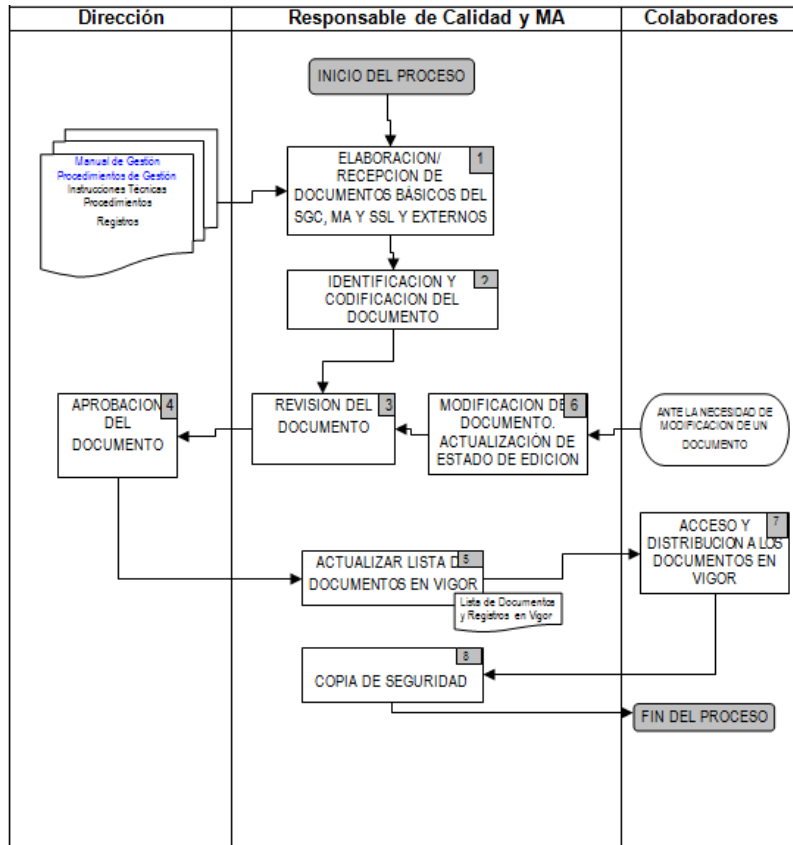 Dirección
Responsable de Calidad y MA
Colaboradores
INICIO DEL PROCESO
Manual de Gestión
Procedimientos de Gestión
Instrucciones Técnicas
Procedimientos
Registros
1
ELABORACION/
RECEPCION DE
DOCUMENTOS BÁSICOS DEL
SGC, MA Y SSL Y EXTERNOS
2
IDENTIFICACION Y
CODIFICACION DEL
DOCUMENTO
APROBACION 4
DEL
DOCUMENTO
REVISION DEL 3
DOCUMENTO
MODIFICACION DE 6
DOCUMENTO.
ACTUALIZACIÓN DE
ESTADO DE EDICION
ANTE LA NECESIDAD DE
MODIFICACION DE UN
DOCUMENTO
7
ACCESO Y
DISTRIBUCION A LOS
DOCUMENTOS EN
VIGOR
5
ACTUALIZAR LISTA D
DOCUMENTOS EN VIGOR
Lista de Documentos
y Registros en Vigor
8
COPIA DE SEGURIDAD
FIN DEL PROCESO